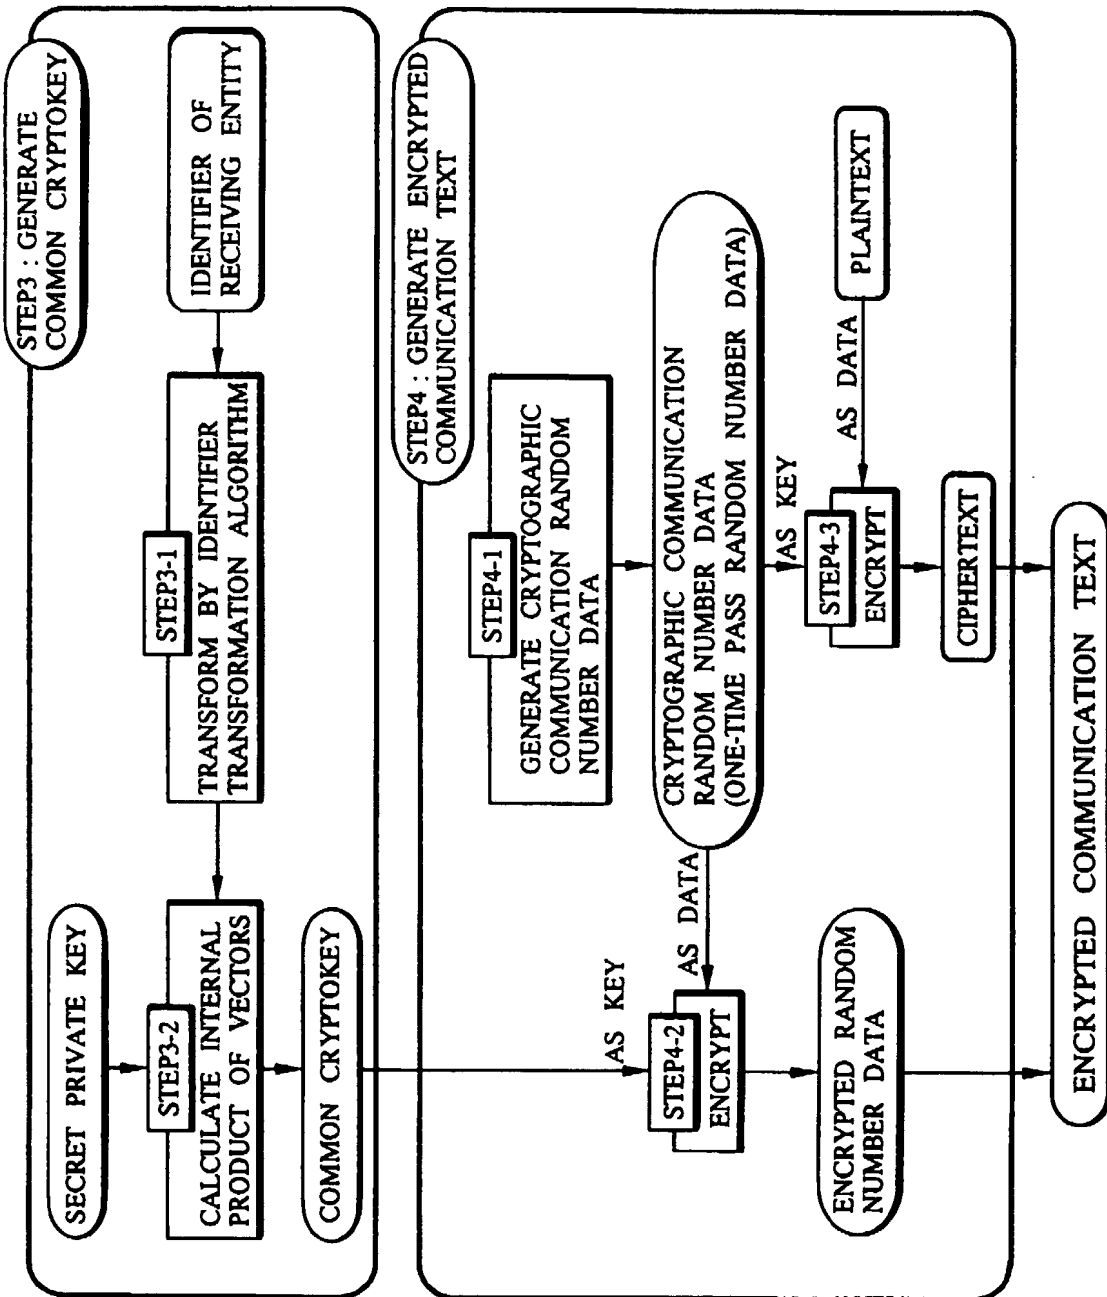 STEP3 : GENERATE
COMMON CRYPTOKEY
IDENTIFIER OF
RECEIVING ENTITY
STEP3-1
TRANSFORM BY IDENTIFIER
TRANSFORMATION ALGORITHM
SECRET PRIVATE KEY
STEP3-2
CALCULATE INTERNAL
PRODUCT OF VECTORS
COMMON CRYPTOKEY
STEP4 : GENERATE ENCRYPTED
COMMUNICATION TEXT
STEP4-1
GENERATE CRYPTOGRAPHIC
COMMUNICATION RANDOM
NUMBER DATA
CRYPTOGRAPHIC COMMUNICATION
RANDOM NUMBER DATA
(ONE-TIME PASS RANDOM NUMBER DATA)
AS KEY
AS DATA
STEP4-2
ENCRYPT
ENCRYPTED RANDOM
NUMBER DATA
AS KEY
AS DATA
PLAINTEXT
STEP4-3
ENCRYPT
CIPHERTEXT
ENCRYPTED COMMUNICATION TEXT